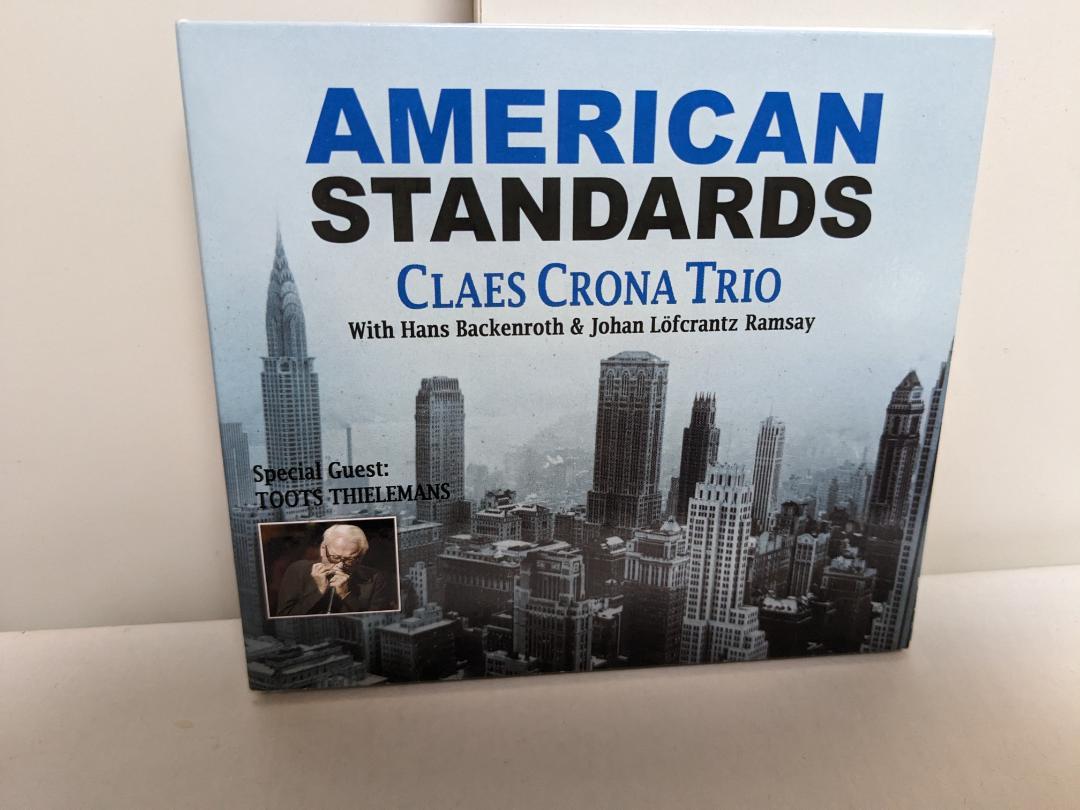 AMERICAN
STANDARDS
CLAES CRONA TRIO
With Hans Backenroth & Johan Löfcrantz Ramsay
Special Guest:
TOOTS THIELEMANS